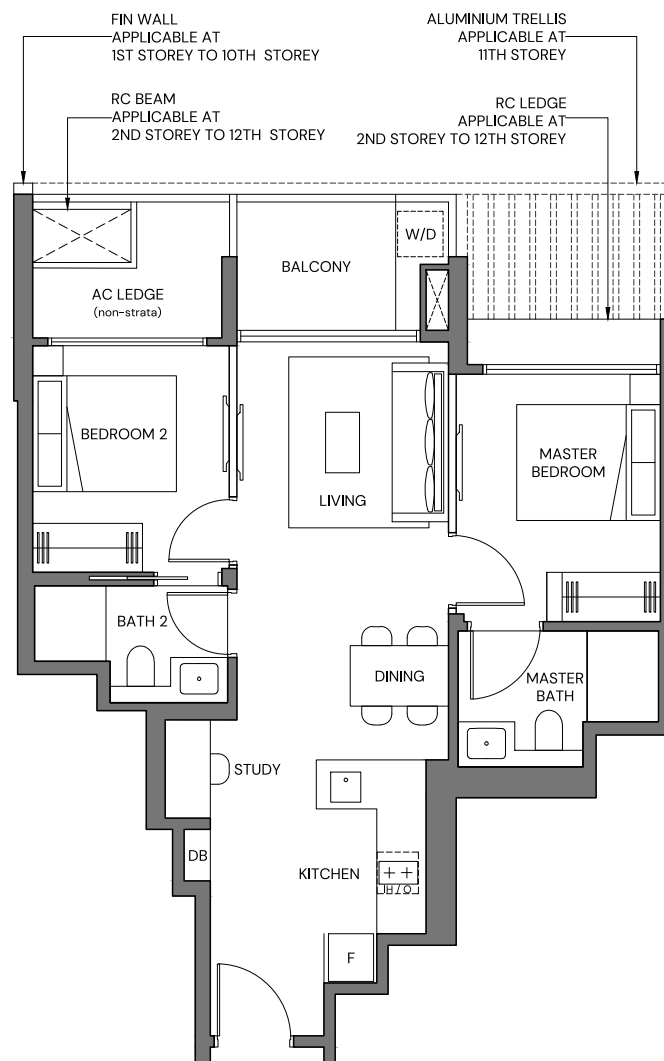 FIN WALL
APPLICABLE AT
1ST STOREY TO 10TH STOREY
ALUMINIUM TRELLIS
APPLICABLE AT
11TH STOREY
RC BEAM
APPLICABLE AT
2ND STOREY TO 12TH STOREY
RC LEDGE
APPLICABLE AT
2ND STOREY TO 12TH STOREY
W/D
BALCONY
AC LEDGE
(non-strata)
BEDROOM 2
MASTER
BEDROOM
LIVING
BATH 2
DINING
MASTER
BATH
STUDY
DB
KITCHEN
O/H
F